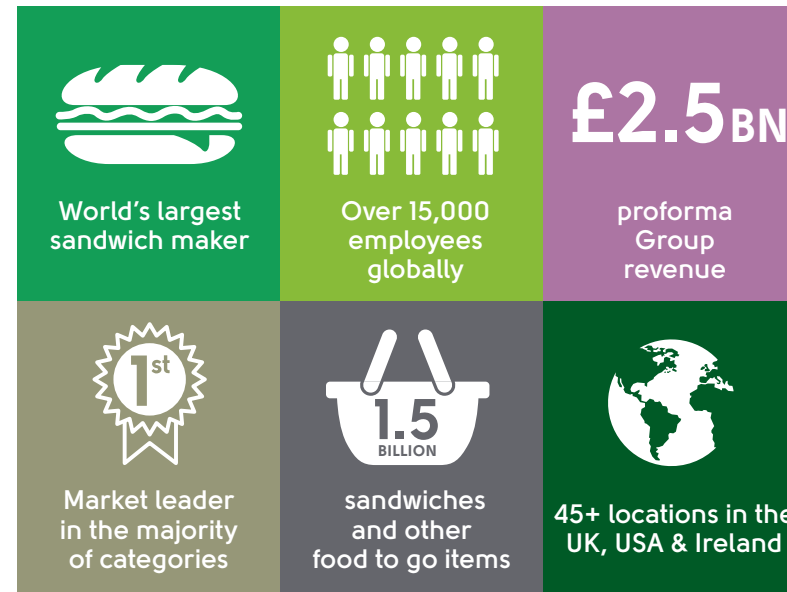 World's largest
sandwich maker
Over 15,000
employees
globally
£2.5 BN
proforma
Group
revenue
1st
Market leader
in the majority
of categories
1.5
BILLION
sandwiches
and other
food to go items
45+ locations in the
UK, USA & Ireland